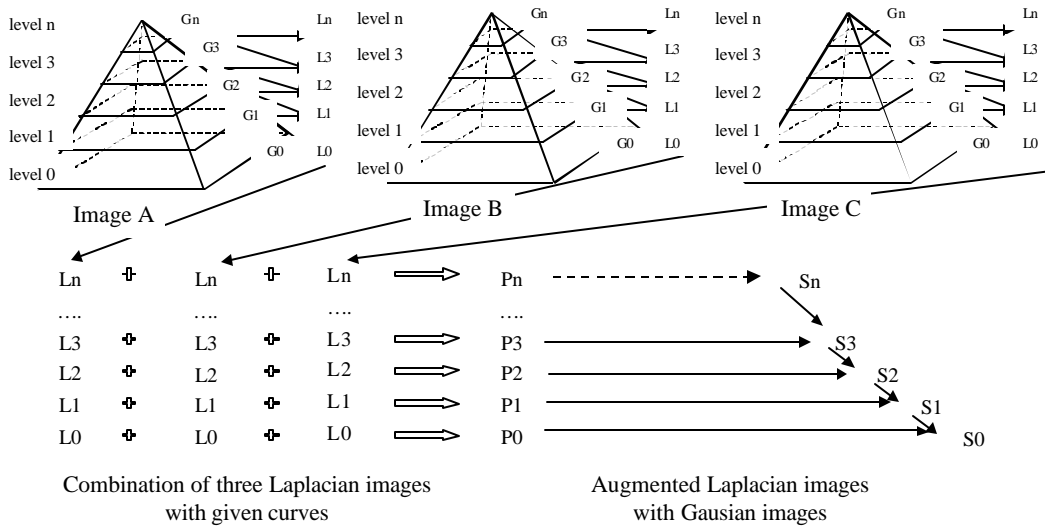 level n Gn Ln Gn Ln Gn Ln
level n level n
level 3 G3 L3 G3 L3 G3 L3
level 3 level 3
level 2 G2 L2 G2 L2 G2 L2
level 2 level 2
level 1 G1 L1 G1 L1 G1 L1
level 1 level 1
level 0 G0 L0 G0 L0 G0 L0
level 0 level 0
Image A Image B Image C
Ln Ln Ln Pn Sn
…. …. …. ….
L3 L3 L3 P3 S3
L2 L2 L2 P2 S2
L1 L1 L1 P1 S1
L0 L0 L0 P0 S0
Combination of three Laplacian images
with given curves
Augmented Laplacian images
with Gausian images